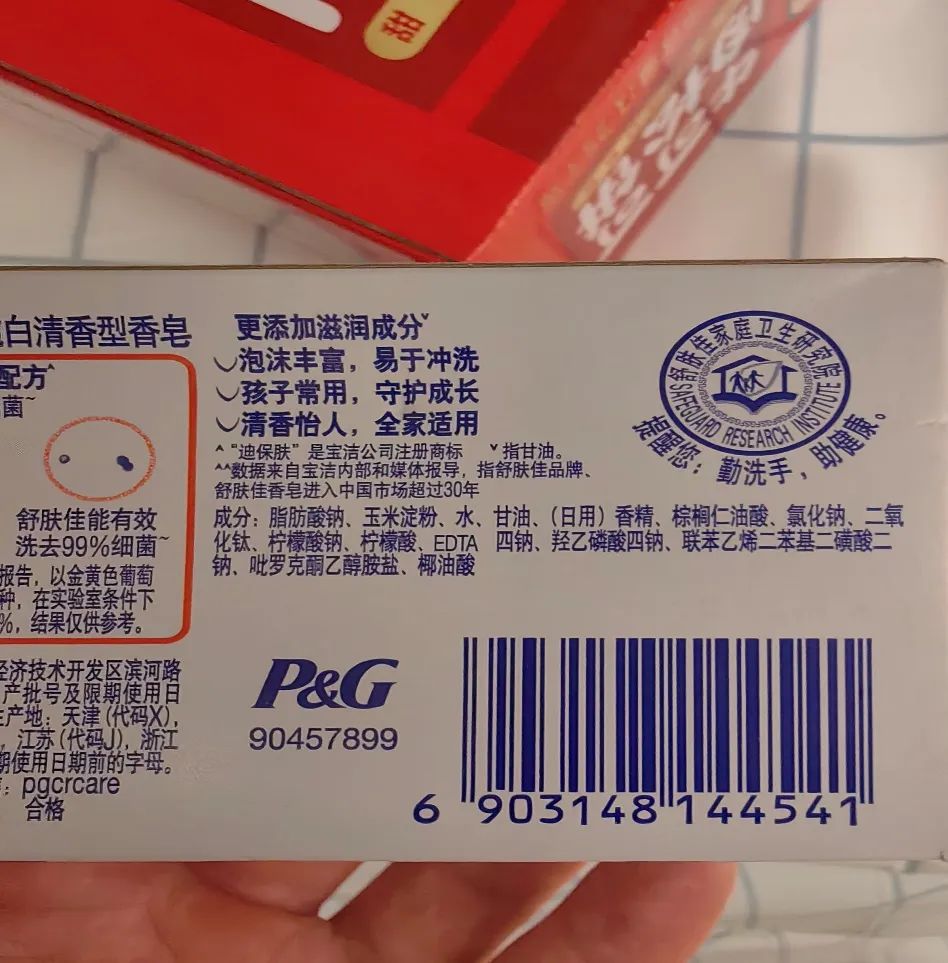 白清香型香皂
配方^
菌~
舒肤佳能有效
洗去99%细菌~
报告，以金黄色葡萄
种，在实验室条件下
%，结果仅供参考。
经济技术开发区滨河路
产批号及限期使用日
生产地：天津(代码X),
，江苏(代码J)，浙江
期使用日期前的字母。
：pgcrcare
合格
更添加滋润成分ˇ
泡沫丰富，易于冲洗
孩子常用，守护成长
清香怡人，全家适用
^ “迪保肤”是宝洁公司注册商标 ˇ 指甘油。
^^数据来自宝洁内部和媒体报导，指舒肤佳品牌、
舒肤佳香皂进入中国市场超过30年
成分：脂肪酸钠、玉米淀粉、水、甘油、（日用）香精、棕榈仁油酸、氯化钠、二氧
化钛、柠檬酸钠、柠檬酸、EDTA 四钠、羟乙磷酸四钠、联苯乙烯二苯基二磺酸二
钠、吡罗克酮乙醇胺盐、椰油酸
舒肤佳家庭卫生研究院
SAFEGUARD RESEARCH INSTITUTE
提醒您：勤洗手，助健康。
P&G
90457899
6 903148 144541